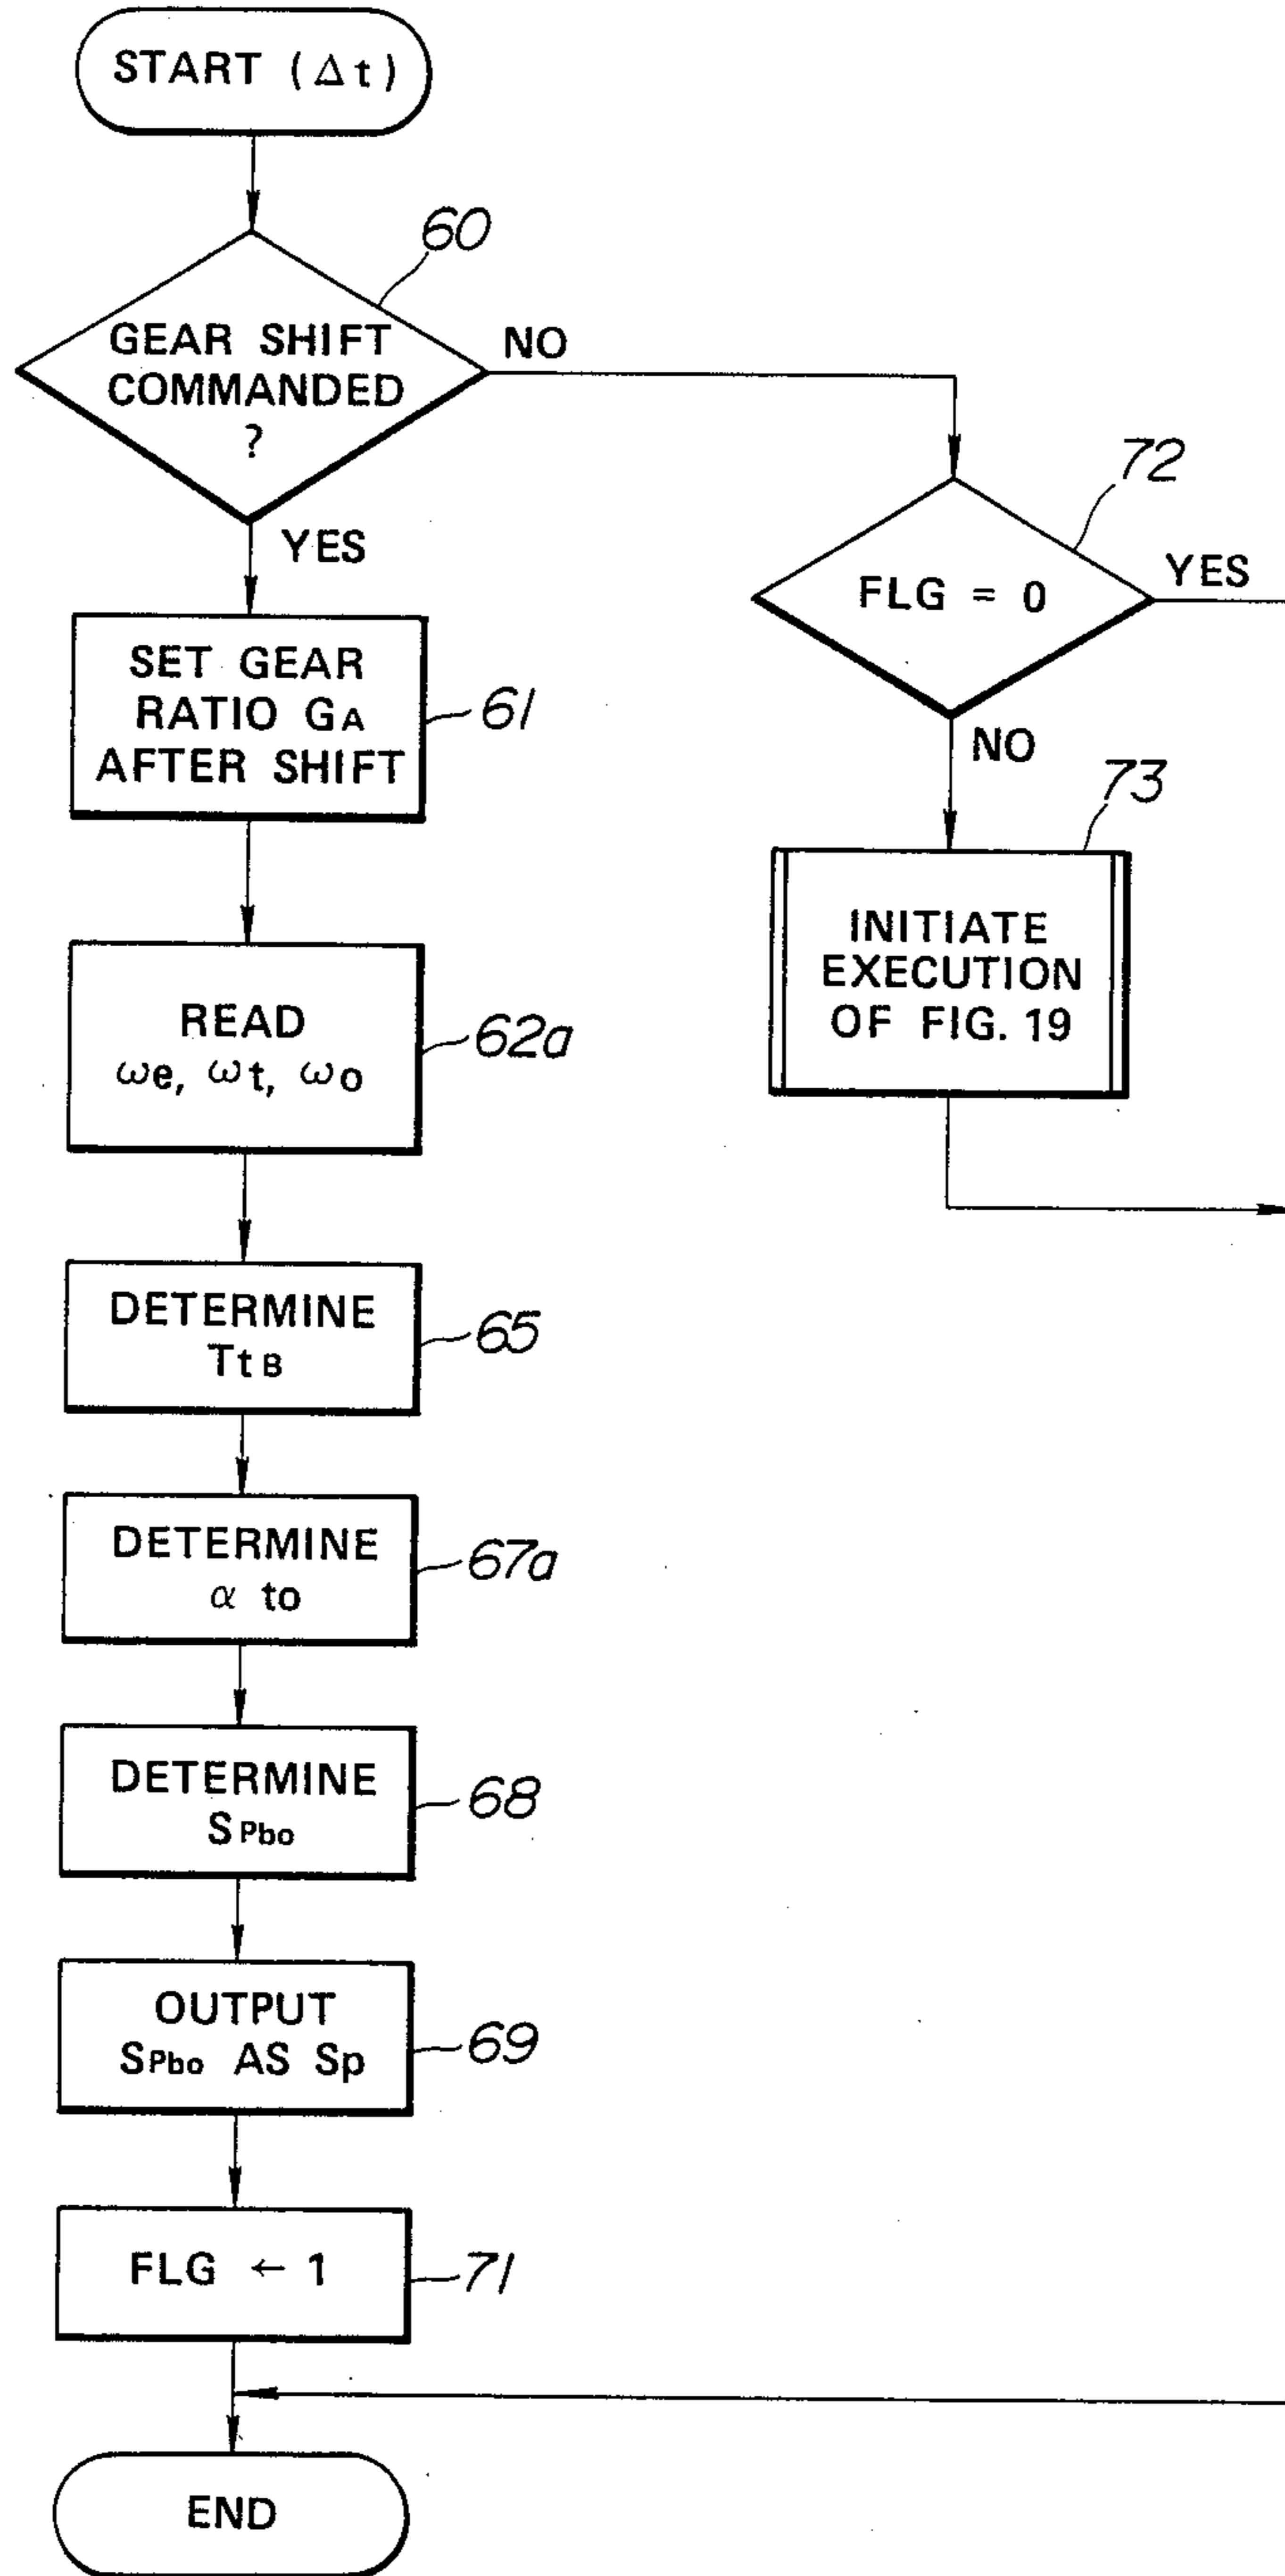 START (Δt)
60
GEAR SHIFT
COMMANDED
?
NO
YES
72
FLG = 0
YES
NO
SET GEAR
RATIO GA
AFTER SHIFT
61
73
INITIATE
EXECUTION
OF FIG. 19
READ
ωe, ωt, ωo
62a
DETERMINE
TtB
65
DETERMINE
α to
67a
DETERMINE
SPbo
68
OUTPUT
SPbo AS Sp
69
FLG ← 1
71
END